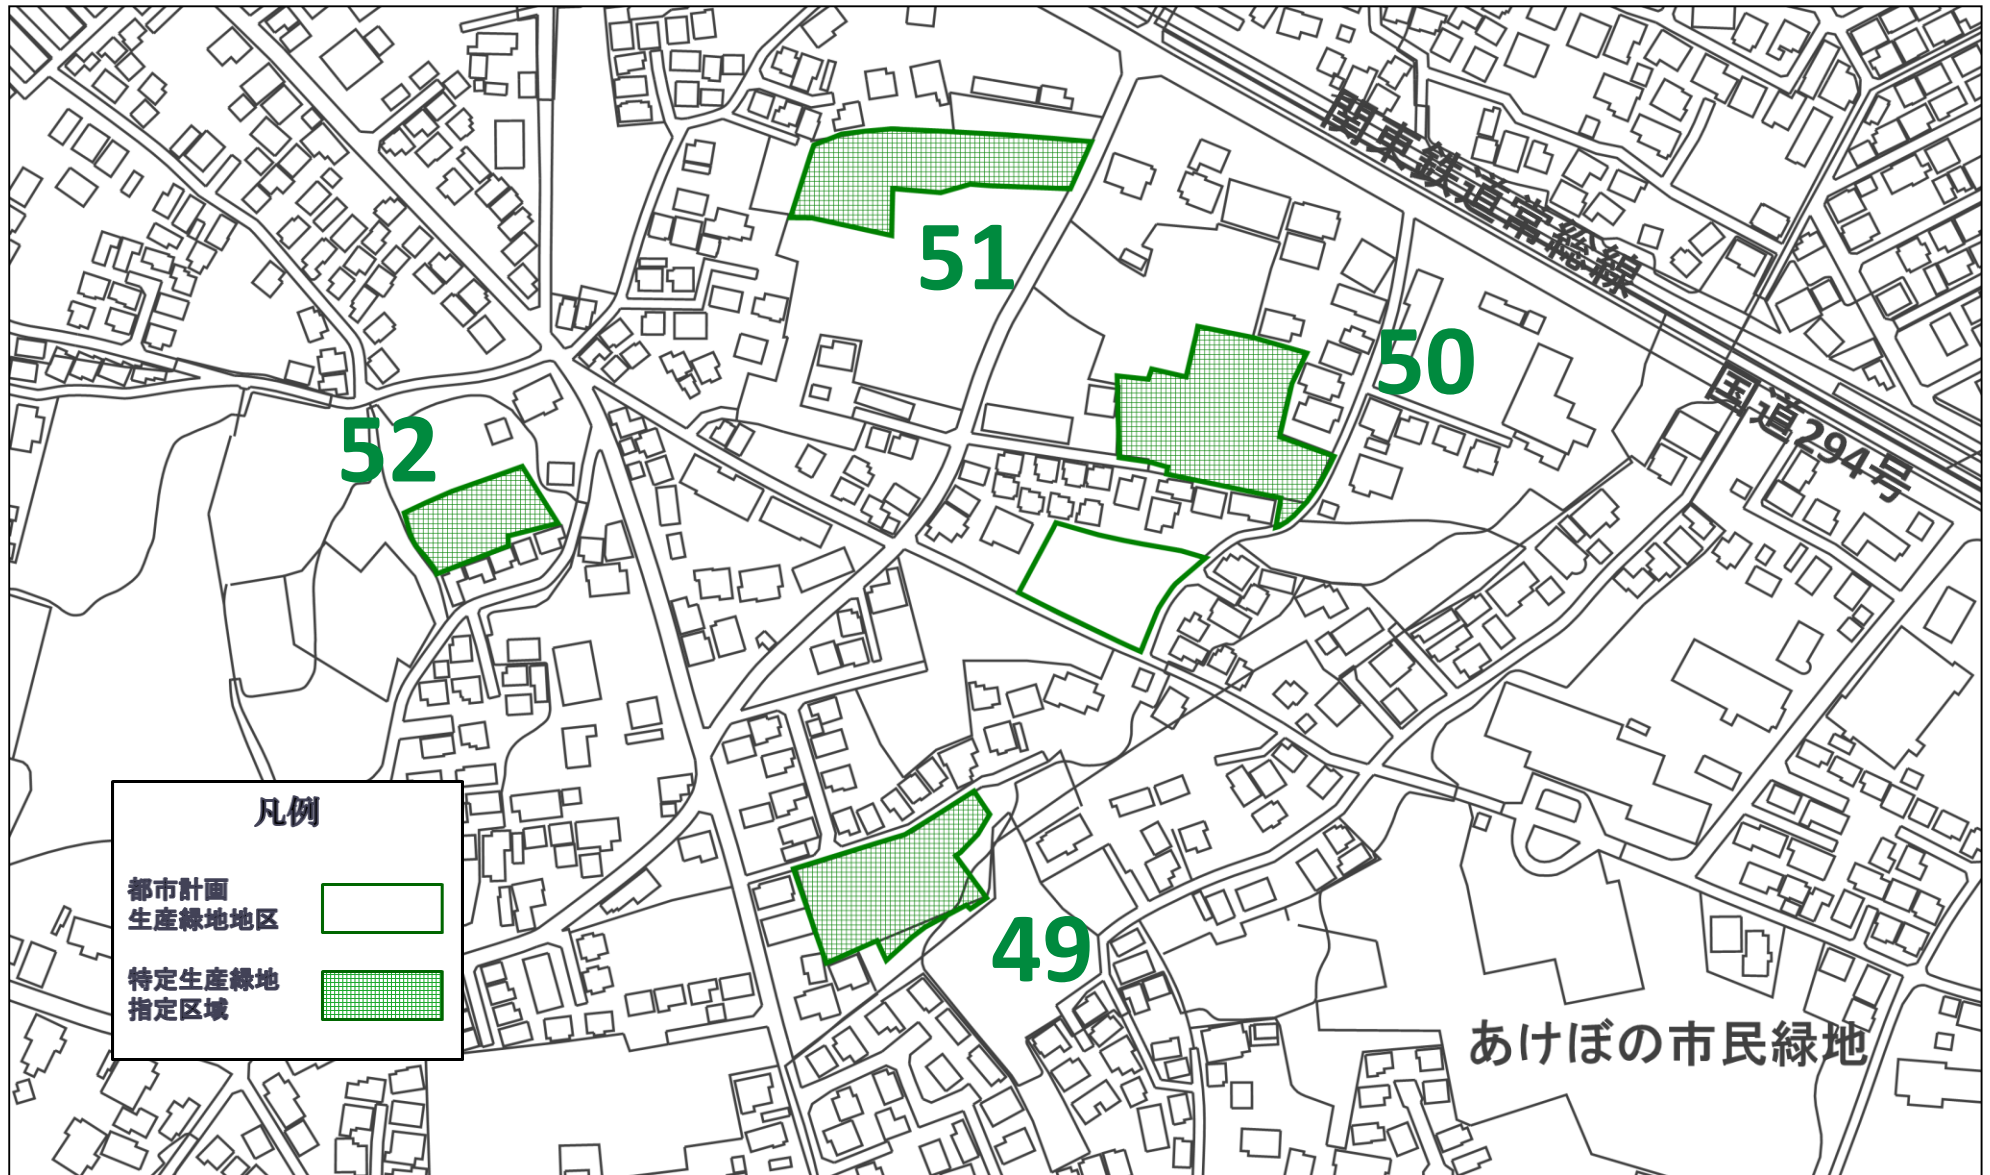 関東鉄道常総線
51
50
国道294号
52
凡例
都市計画
生産緑地地区
特定生産緑地
指定区域
49
あけぼの市民緑地